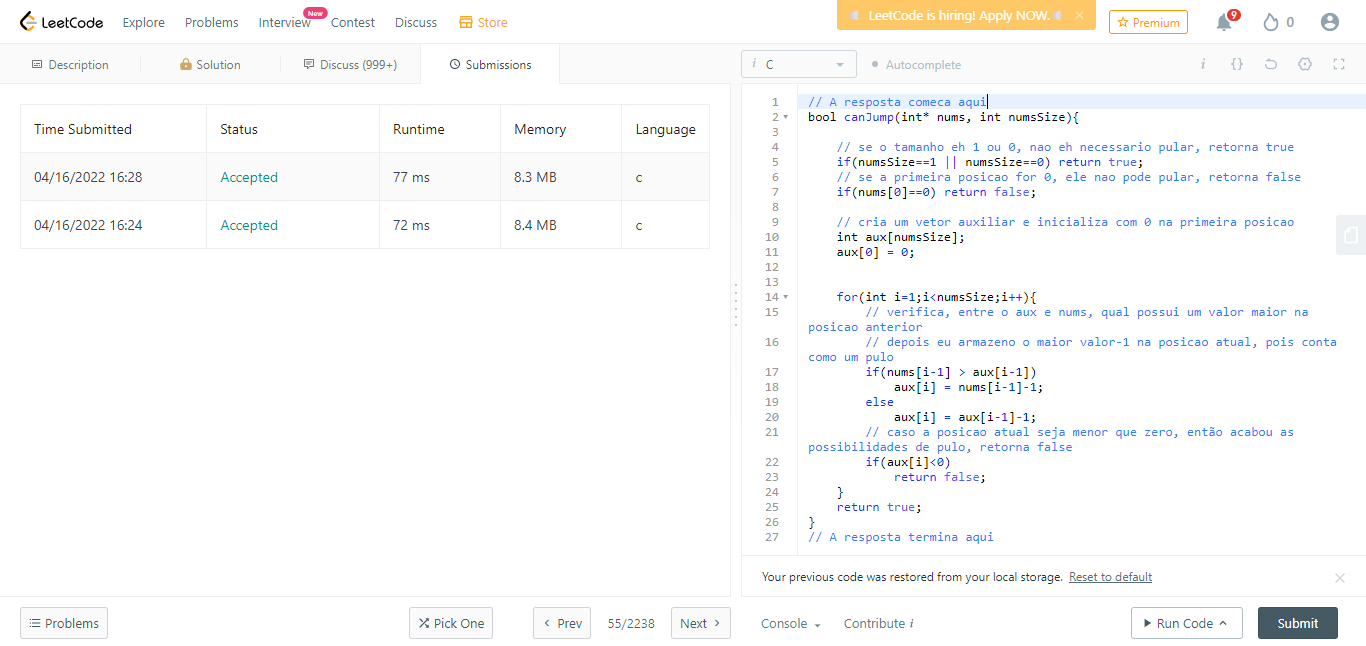 LeetCode Explore Problems Interview New Contest Discuss Store LeetCode is hiring! Apply NOW. Premium 9 0
Description Solution Discuss (999+) Submissions
Time Submitted Status Runtime Memory Language
04/16/2022 16:28 Accepted 77 ms 8.3 MB c
04/16/2022 16:24 Accepted 72 ms 8.4 MB c
i C Autocomplete i {}
1 // A resposta comeca aqui
2 bool canJump(int* nums, int numsSize){
3
4 // se o tamanho eh 1 ou 0, nao eh necessario pular, retorna true
5 if(numsSize==1 || numsSize==0) return true;
6 // se a primeira posicao for 0, ele nao pode pular, retorna false
7 if(nums[0]==0) return false;
8
9 // cria um vetor auxiliar e inicializa com 0 na primeira posicao
10 int aux[numsSize];
11 aux[0] = 0;
12
13
14 for(int i=1;i<numsSize;i++){
15 // verifica, entre o aux e nums, qual possui um valor maior na
posicao anterior
16 // depois eu armazeno o maior valor-1 na posicao atual, pois conta
como um pulo
17 if(nums[i-1] > aux[i-1])
18 aux[i] = nums[i-1]-1;
19 else
20 aux[i] = aux[i-1]-1;
21 // caso a posicao atual seja menor que zero, então acabou as
possibilidades de pulo, retorna false
22 if(aux[i]<0)
23 return false;
24 }
25 return true;
26 }
27 // A resposta termina aqui
Your previous code was restored from your local storage. Reset to default
Problems Pick One Prev 55/2238 Next Console Contribute i Run Code Submit